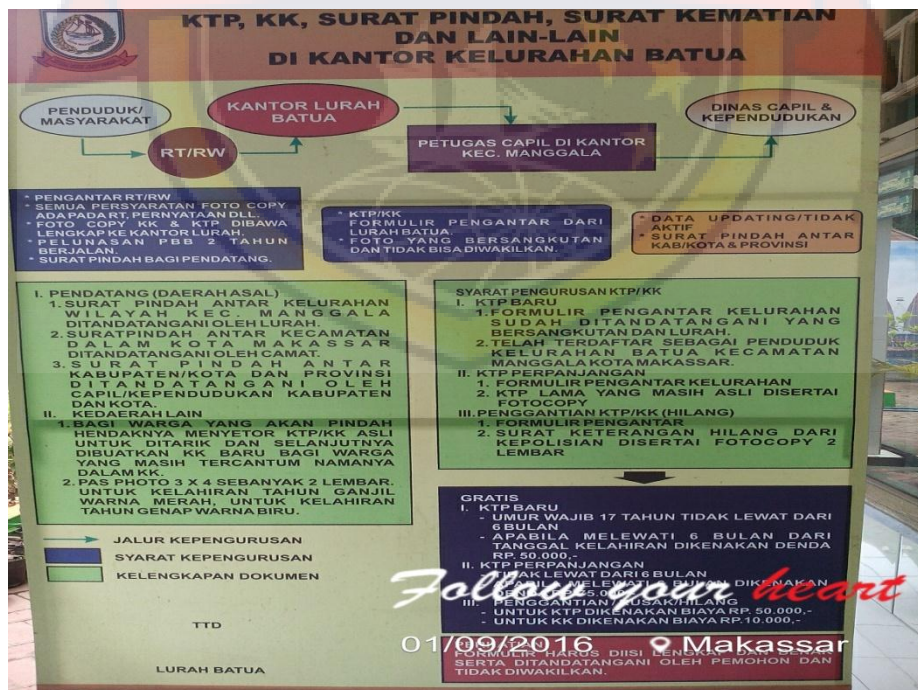 KTP, KK, SURAT PINDAH, SURAT KEMATIAN
DAN LAIN-LAIN
DI KANTOR KELURAHAN BATUA
PENDUDUK/
MASYARAKAT
RT/RW
KANTOR LURAH
BATUA
PETUGAS CAPIL DI KANTOR
KEC. MANGGALA
DINAS CAPIL &
KEPENDUDUKAN
* PENGANTAR RT/RW
* SEMUA PERSYARATAN FOTO COPY
ADA PADA RT, PERNYATAAN DLL.
* FOTO COPY KK & KTP DIBAWA
LENGKAP KE KANTOR LURAH.
* PELUNASAN PBB 2 TAHUN
BERJALAN.
* SURAT PINDAH BAGI PENDATANG.
* KTP/KK
FORMULIR PENGANTAR DARI
LURAH BATUA
* FOTO YANG BERSANGKUTAN
DAN TIDAK BISA DIWAKILKAN.
* DATA UPDATING/TIDAK
AKTIF
* SURAT PINDAH ANTAR
KAB/KOTA & PROVINSI
I. PENDATANG (DAERAH ASAL)
1. SURAT PINDAH ANTAR KELURAHAN
WILAYAH KEC. MANGGALA
DITANDATANGANI OLEH LURAH.
2. SURAT PINDAH ANTAR KECAMATAN
DALAM KOTA MAKASSAR
DITANDATANGANI OLEH CAMAT.
3. SURAT PINDAH ANTAR
KABUPATEN/KOTA DAN PROVINSI
DITANDATANGANI OLEH
CAPIL/KEPENDUDUKAN KABUPATEN
DAN KOTA.
II. KEDAERAH LAIN
1. BAGI WARGA YANG AKAN PINDAH
HENDAKNYA MENYETOR KTP/KK ASLI
UNTUK DITARIK DAN SELANJUTNYA
DIBUATKAN KK BARU BAGI WARGA
YANG MASIH TERCANTUM NAMANYA
DALAM KK.
2. PAS PHOTO 3 X 4 SEBANYAK 2 LEMBAR.
UNTUK KELAHIRAN TAHUN GANJIL
WARNA MERAH, UNTUK KELAHIRAN
TAHUN GENAP WARNA BIRU.
SYARAT PENGURUSAN KTP/KK
I. KTP BARU
1. FORMULIR PENGANTAR KELURAHAN
SUDAH DITANDATANGANI YANG
BERSANGKUTAN DAN LURAH.
2. TELAH TERDAFTAR SEBAGAI PENDUDUK
KELURAHAN BATUA KECAMATAN
MANGGALA KOTA MAKASSAR.
II. KTP PERPANJANGAN
1. FORMULIR PENGANTAR KELURAHAN
2. KTP LAMA YANG MASIH ASLI DISERTAI
FOTOCOPY
III. PENGGANTIAN KTP/KK (HILANG)
1. FORMULIR PENGANTAR
2. SURAT KETERANGAN HILANG DARI
KEPOLISIAN DISERTAI FOTOCOPY 2
LEMBAR
GRATIS
I. KTP BARU
- UMUR WAJIB 17 TAHUN TIDAK LEWAT DARI
6 BULAN
- APABILA MELEWATI 6 BULAN DARI
TANGGAL KELAHIRAN DIKENAKAN DENDA
RP. 50.000,-
II. KTP PERPANJANGAN
TIDAK LEWAT DARI 6 BULAN
MELEWATI BULAN DIKENAKAN
III. PENGGANTIAN
- UNTUK KTP DIKENAKAN BIAYA RP. 50.000,-
- UNTUK KK DIKENAKAN BIAYA RP. 10.000,-
FORMULIR HARUS DIISI LENGKAP
SERTA DITANDATANGANI OLEH PEMOHON DAN
TIDAK DIWAKILKAN.
JALUR KEPENGURUSAN
SYARAT KEPENGURUSAN
KELENGKAPAN DOKUMEN
TTD
LURAH BATUA
Follow your heart
01/09/2016 Makassar